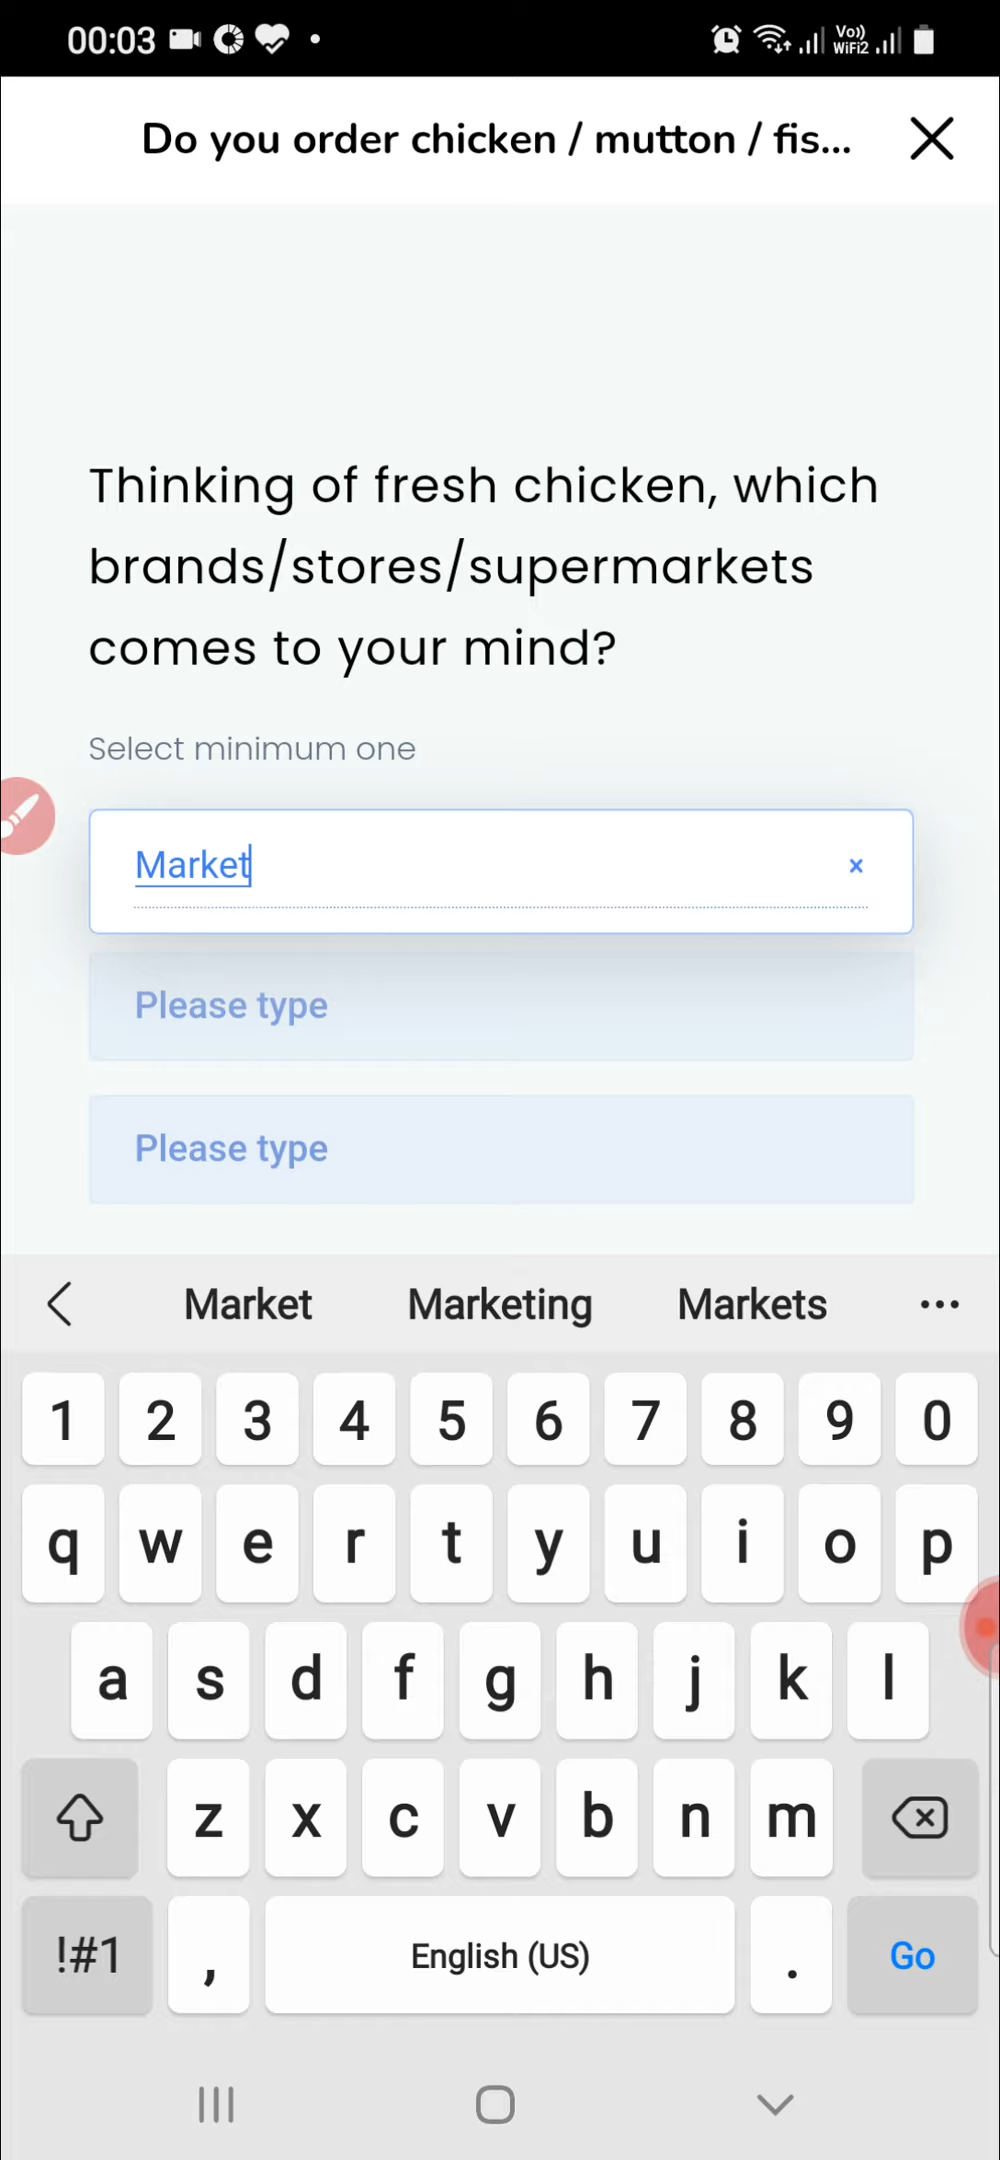 00:03 Vo)) WiFi2
Do you order chicken / mutton / fis...
Thinking of fresh chicken, which
brands/stores/supermarkets
comes to your mind?
Select minimum one
Market ×
Please type
Please type
Market Marketing Markets ...
1 2 3 4 5 6 7 8 9 0
q w e r t y u i o p
a s d f g h j k l
z x c v b n m
!#1 , English (US) . Go